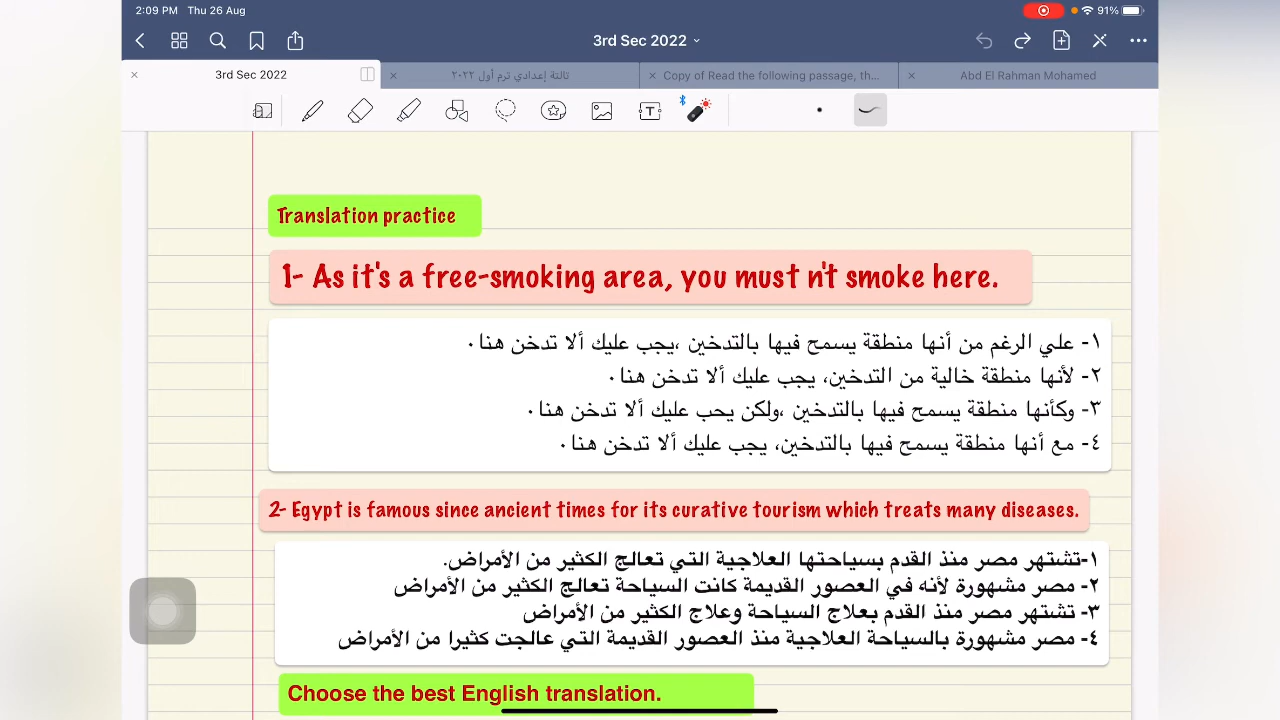 2:09 PM Thu 26 Aug
91%
3rd Sec 2022
3rd Sec 2022
ثالتة إعدادي ترم أول ٢٠٢٢
Copy of Read the following passage, th...
Abd El Rahman Mohamed
Translation practice
1- As it's a free-smoking area, you must n't smoke here.
١- علي الرغم من أنها منطقة يسمح فيها بالتدخين ،يجب عليك ألا تدخن هنا٠
٢- لأنها منطقة خالية من التدخين، يجب عليك ألا تدخن هنا٠
٣- وكأنها منطقة يسمح فيها بالتدخين ،ولكن يحب عليك ألا تدخن هنا٠
٤- مع أنها منطقة يسمح فيها بالتدخين، يجب عليك ألا تدخن هنا٠
2- Egypt is famous since ancient times for its curative tourism which treats many diseases.
١-تشتهر مصر منذ القدم بسياحتها العلاجية التي تعالج الكثير من الأمراض.
٢- مصر مشهورة لأنه في العصور القديمة كانت السياحة تعالج الكثير من الأمراض
٣- تشتهر مصر منذ القدم بعلاج السياحة وعلاج الكثير من الأمراض
٤- مصر مشهورة بالسياحة العلاجية منذ العصور القديمة التي عالجت كثيرا من الأمراض
Choose the best English translation.